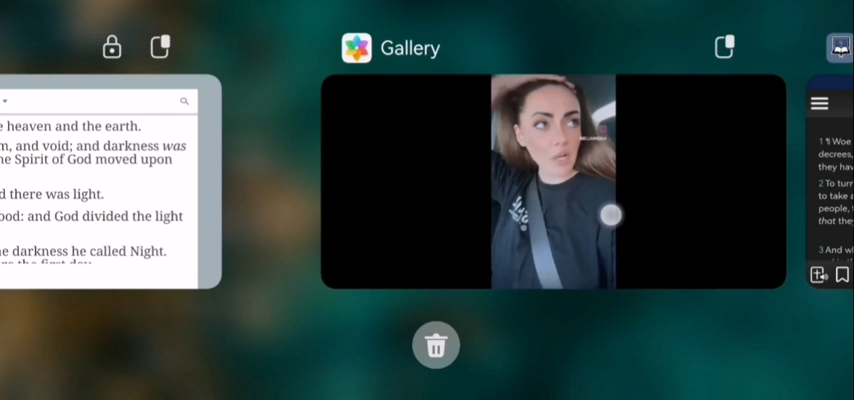 Gallery
e heaven and the earth.
m, and void; and darkness was
he Spirit of God moved upon
d there was light.
ood: and God divided the light
he darkness he called Night.
1 ¶ Woe
decrees,
they hav
2 To turn
to take a
people,
that the
3 And wh